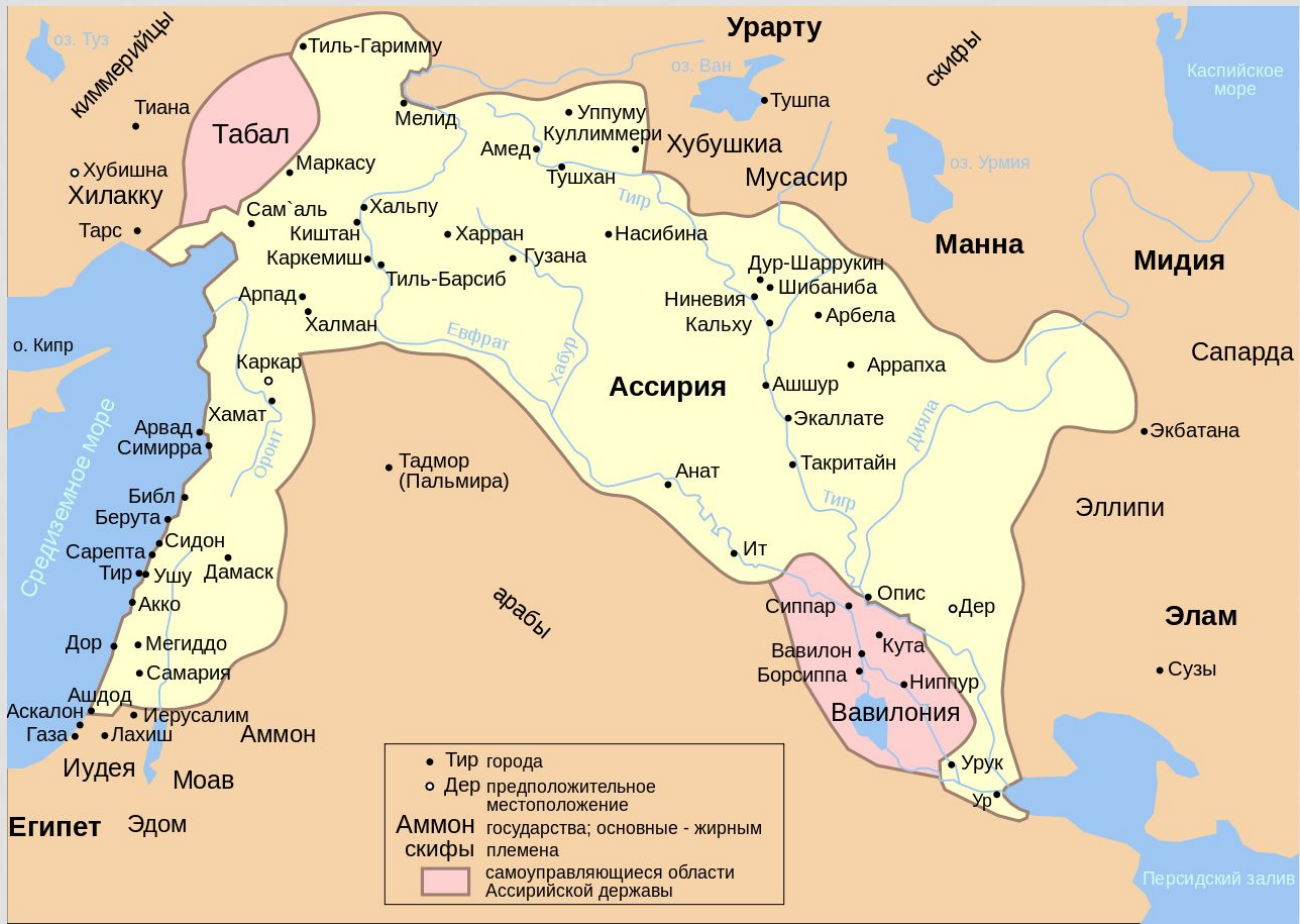 Урарту
оз. Туз
киммерийцы
Тиль-Гаримму
скифы
оз. Ван
Каспийское
море
Тиана
Табал
Мелид
Уппуму
Куллиммери
Тушпа
Хубушкиа
Амед
Тушхан
Мусасир
оз. Урмия
Хубишна
Хилакку
Маркасу
Тигр
Тарс
Сам`аль
Хальпу
Киштан
Харран
Насибина
Манна
Мидия
Каркемиш
Гузана
Тиль-Барсиб
Дур-Шаррукин
Шибаниба
Ниневия
Кальху
Арбела
Арпад
Халман
Евфрат
Хабур
о. Кипр
Каркар
Сапарда
Аррапха
Ассирия
Ашшур
Хамат
Экаллате
Дияла
Арвад
Симирра
Оронт
Экбатана
Средиземное море
Тадмор
(Пальмира)
Анат
Такритайн
Тигр
Библ
Берута
Эллипи
Сидон
Сарепта
Тир
Ушу
Дамаск
Ит
Акко
арабы
Сиппар
Опис
Дер
Элам
Дор
Мегиддо
Самария
Вавилон
Кута
Борсиппа
Ниппур
Сузы
Ашдод
Аскалон
Иерусалим
Газа
Лахиш
Аммон
Вавилония
Иудея
Моав
Урук
Ур
Египет
Эдом
Тир города
Дер предположительное
местоположение
Аммон государства; основные - жирным
скифы племена
самоуправляющиеся области
Ассирийской державы
Персидский залив